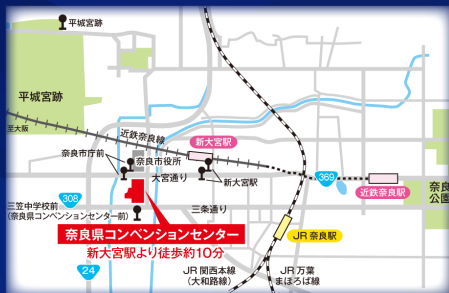 平城宮跡
平城宮跡
至大阪
近鉄奈良線
新大宮駅
奈良市庁前
奈良市役所
大宮通り
新大宮駅
369
近鉄奈良駅
奈良
公園
308
三笠中学校前
(奈良県コンベンションセンター前)
三条通り
奈良県コンベンションセンター
新大宮駅より徒歩約10分
JR 奈良駅
24
JR 関西本線
(大和路線)
JR 万葉
まほろば線